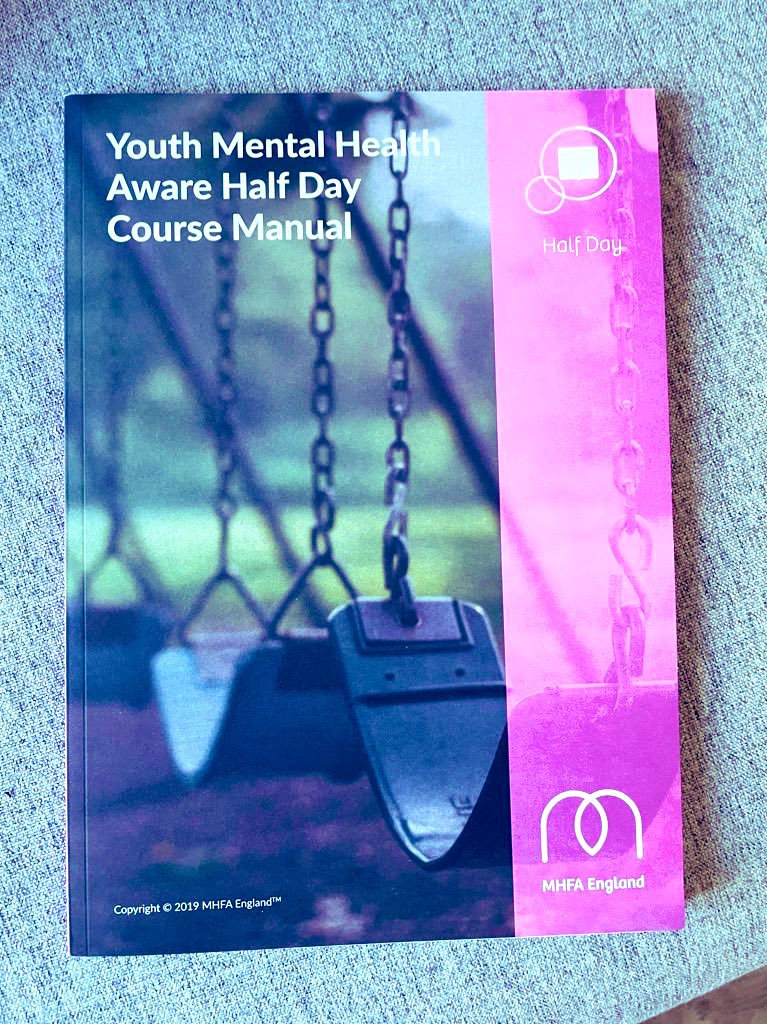 Youth Mental Health
Aware Half Day
Course Manual
Half Day
MHFA England
Copyright © 2019 MHFA England™